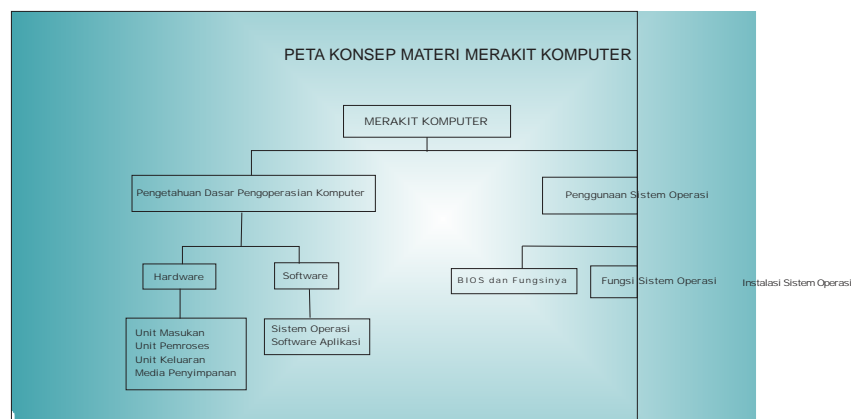 PETA KONSEP MATERI MERAKIT KOMPUTER
MERAKIT KOMPUTER
Pengetahuan Dasar Pengoperasian Komputer
Penggunaan Sistem Operasi
Hardware
Software
BIOS dan Fungsinya
Fungsi Sistem Operasi
Instalasi Sistem Operasi
Unit Masukan
Unit Pemroses
Unit Keluaran
Media Penyimpanan
Sistem Operasi
Software Aplikasi